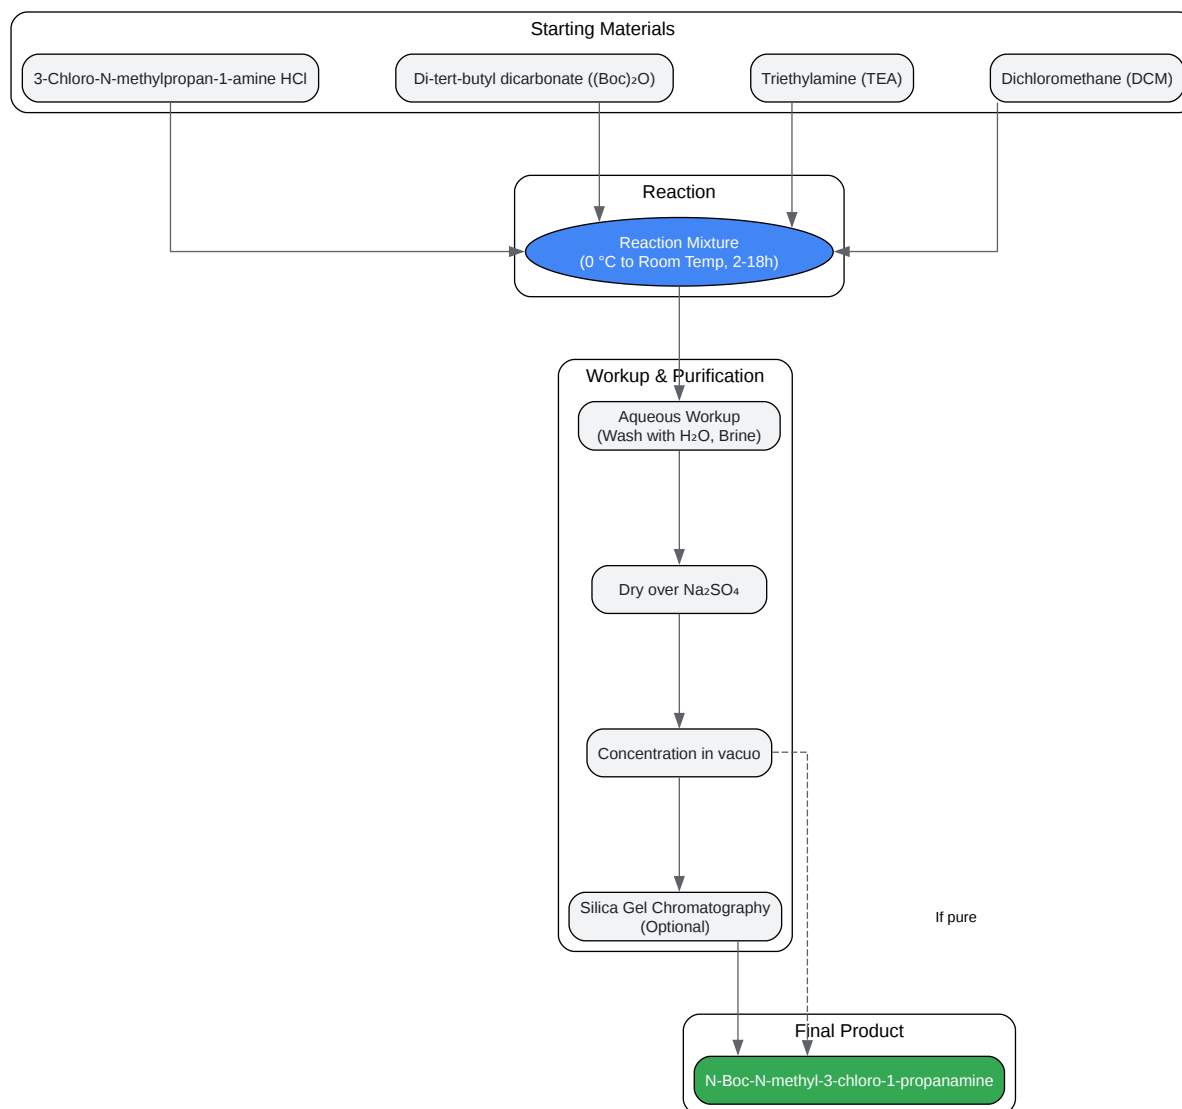 Starting Materials
3-Chloro-N-methylpropan-1-amine HCl
Di-tert-butyl dicarbonate ((Boc)₂O)
Triethylamine (TEA)
Dichloromethane (DCM)
Reaction
Reaction Mixture
(0 °C to Room Temp, 2-18h)
Workup & Purification
Aqueous Workup
(Wash with H₂O, Brine)
Dry over Na₂SO₄
Concentration in vacuo
Silica Gel Chromatography
(Optional)
If pure
Final Product
N-Boc-N-methyl-3-chloro-1-propanamine